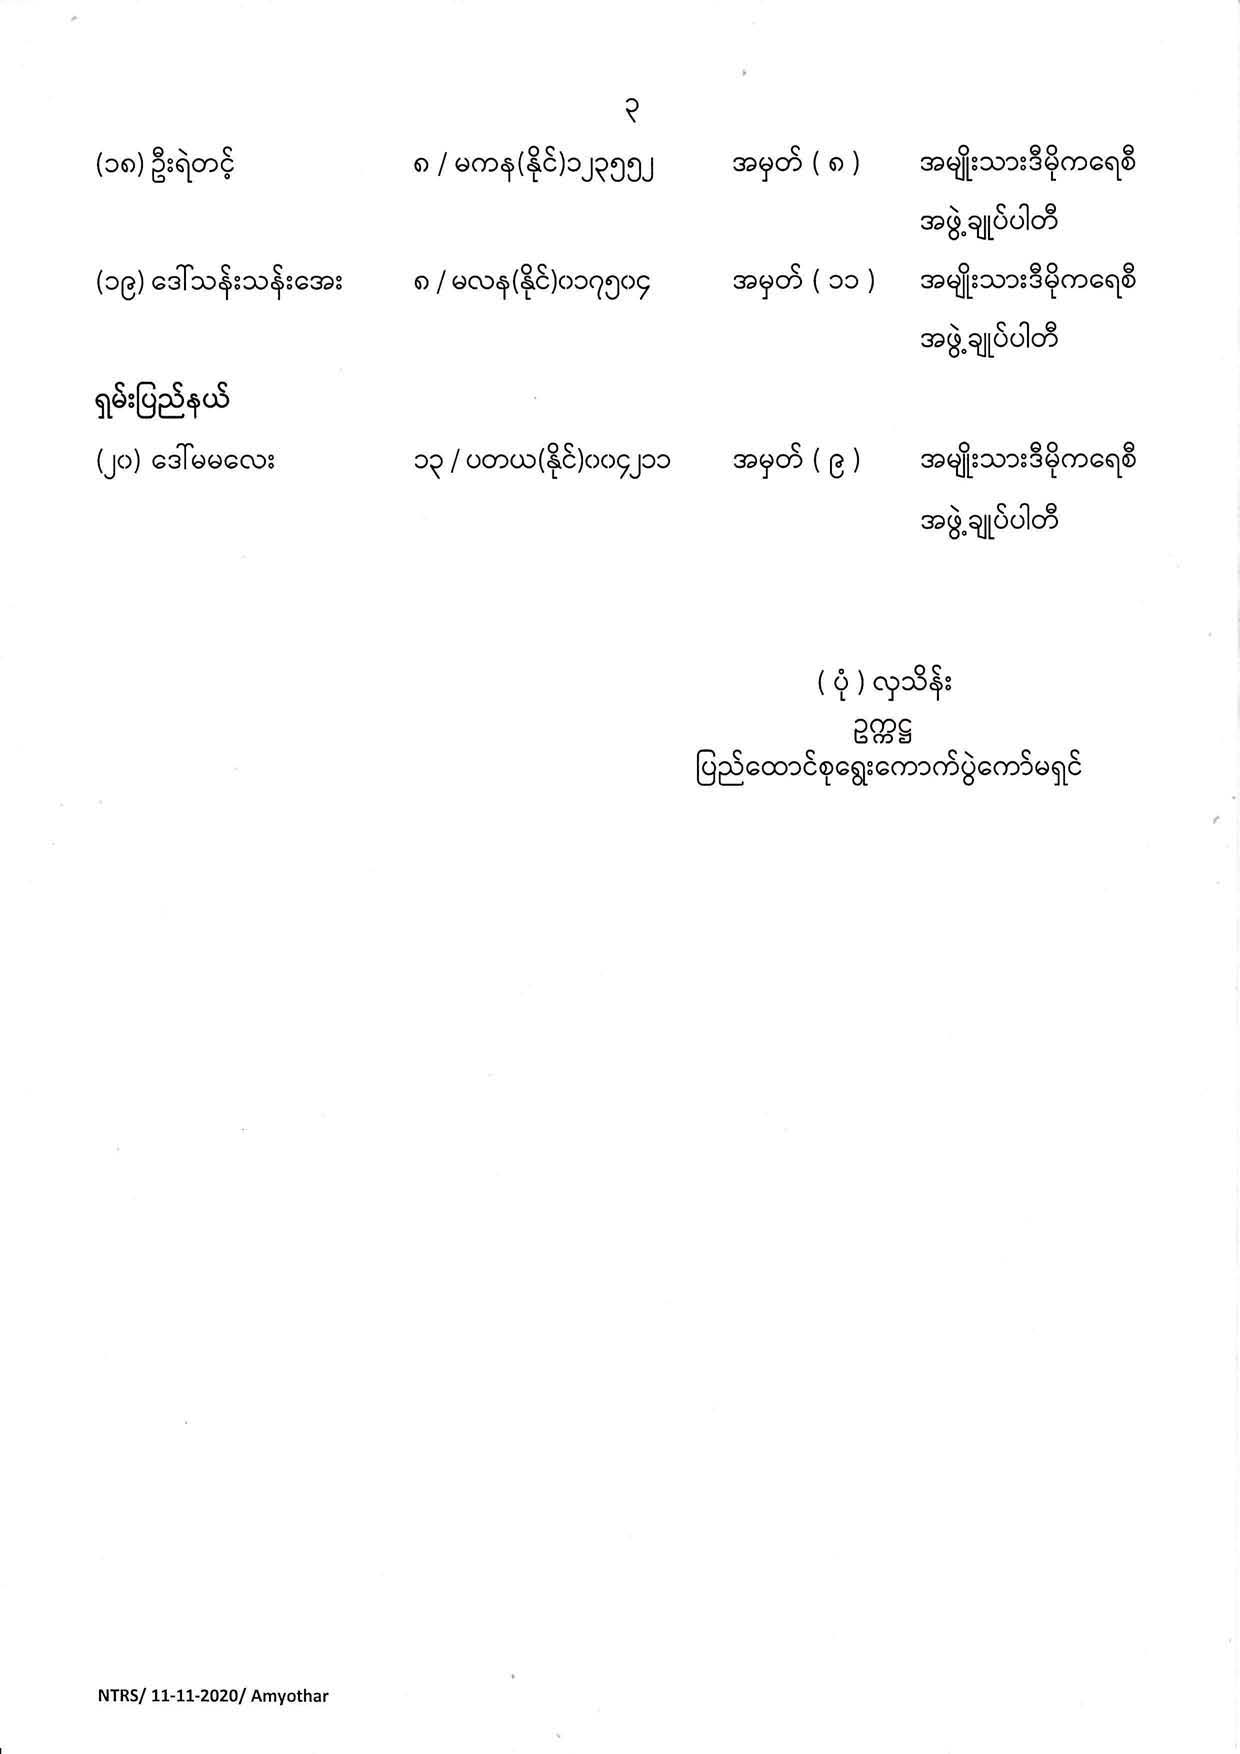 ၃
(၁၈) ဦးရဲတင့် ၈ / မကန(နိုင်)၁၂၃၅၅၂ အမှတ် ( ၈ ) အမျိုးသားဒီမိုကရေစီ
အဖွဲ့ချုပ်ပါတီ
(၁၉) ဒေါ်သန်းသန်းအေး ၈ / မလန(နိုင်)၀၁၇၅၀၄ အမှတ် ( ၁၁ ) အမျိုးသားဒီမိုကရေစီ
အဖွဲ့ချုပ်ပါတီ
ရှမ်းပြည်နယ်
(၂၀) ဒေါ်မမလေး ၁၃ / ပတယ(နိုင်)၀၀၄၂၁၁ အမှတ် ( ၉ ) အမျိုးသားဒီမိုကရေစီ
အဖွဲ့ချုပ်ပါတီ
( ပုံ ) လှသိန်း
ဥက္ကဋ္ဌ
ပြည်ထောင်စုရွေးကောက်ပွဲကော်မရှင်
NTRS/ 11-11-2020/ Amyothar